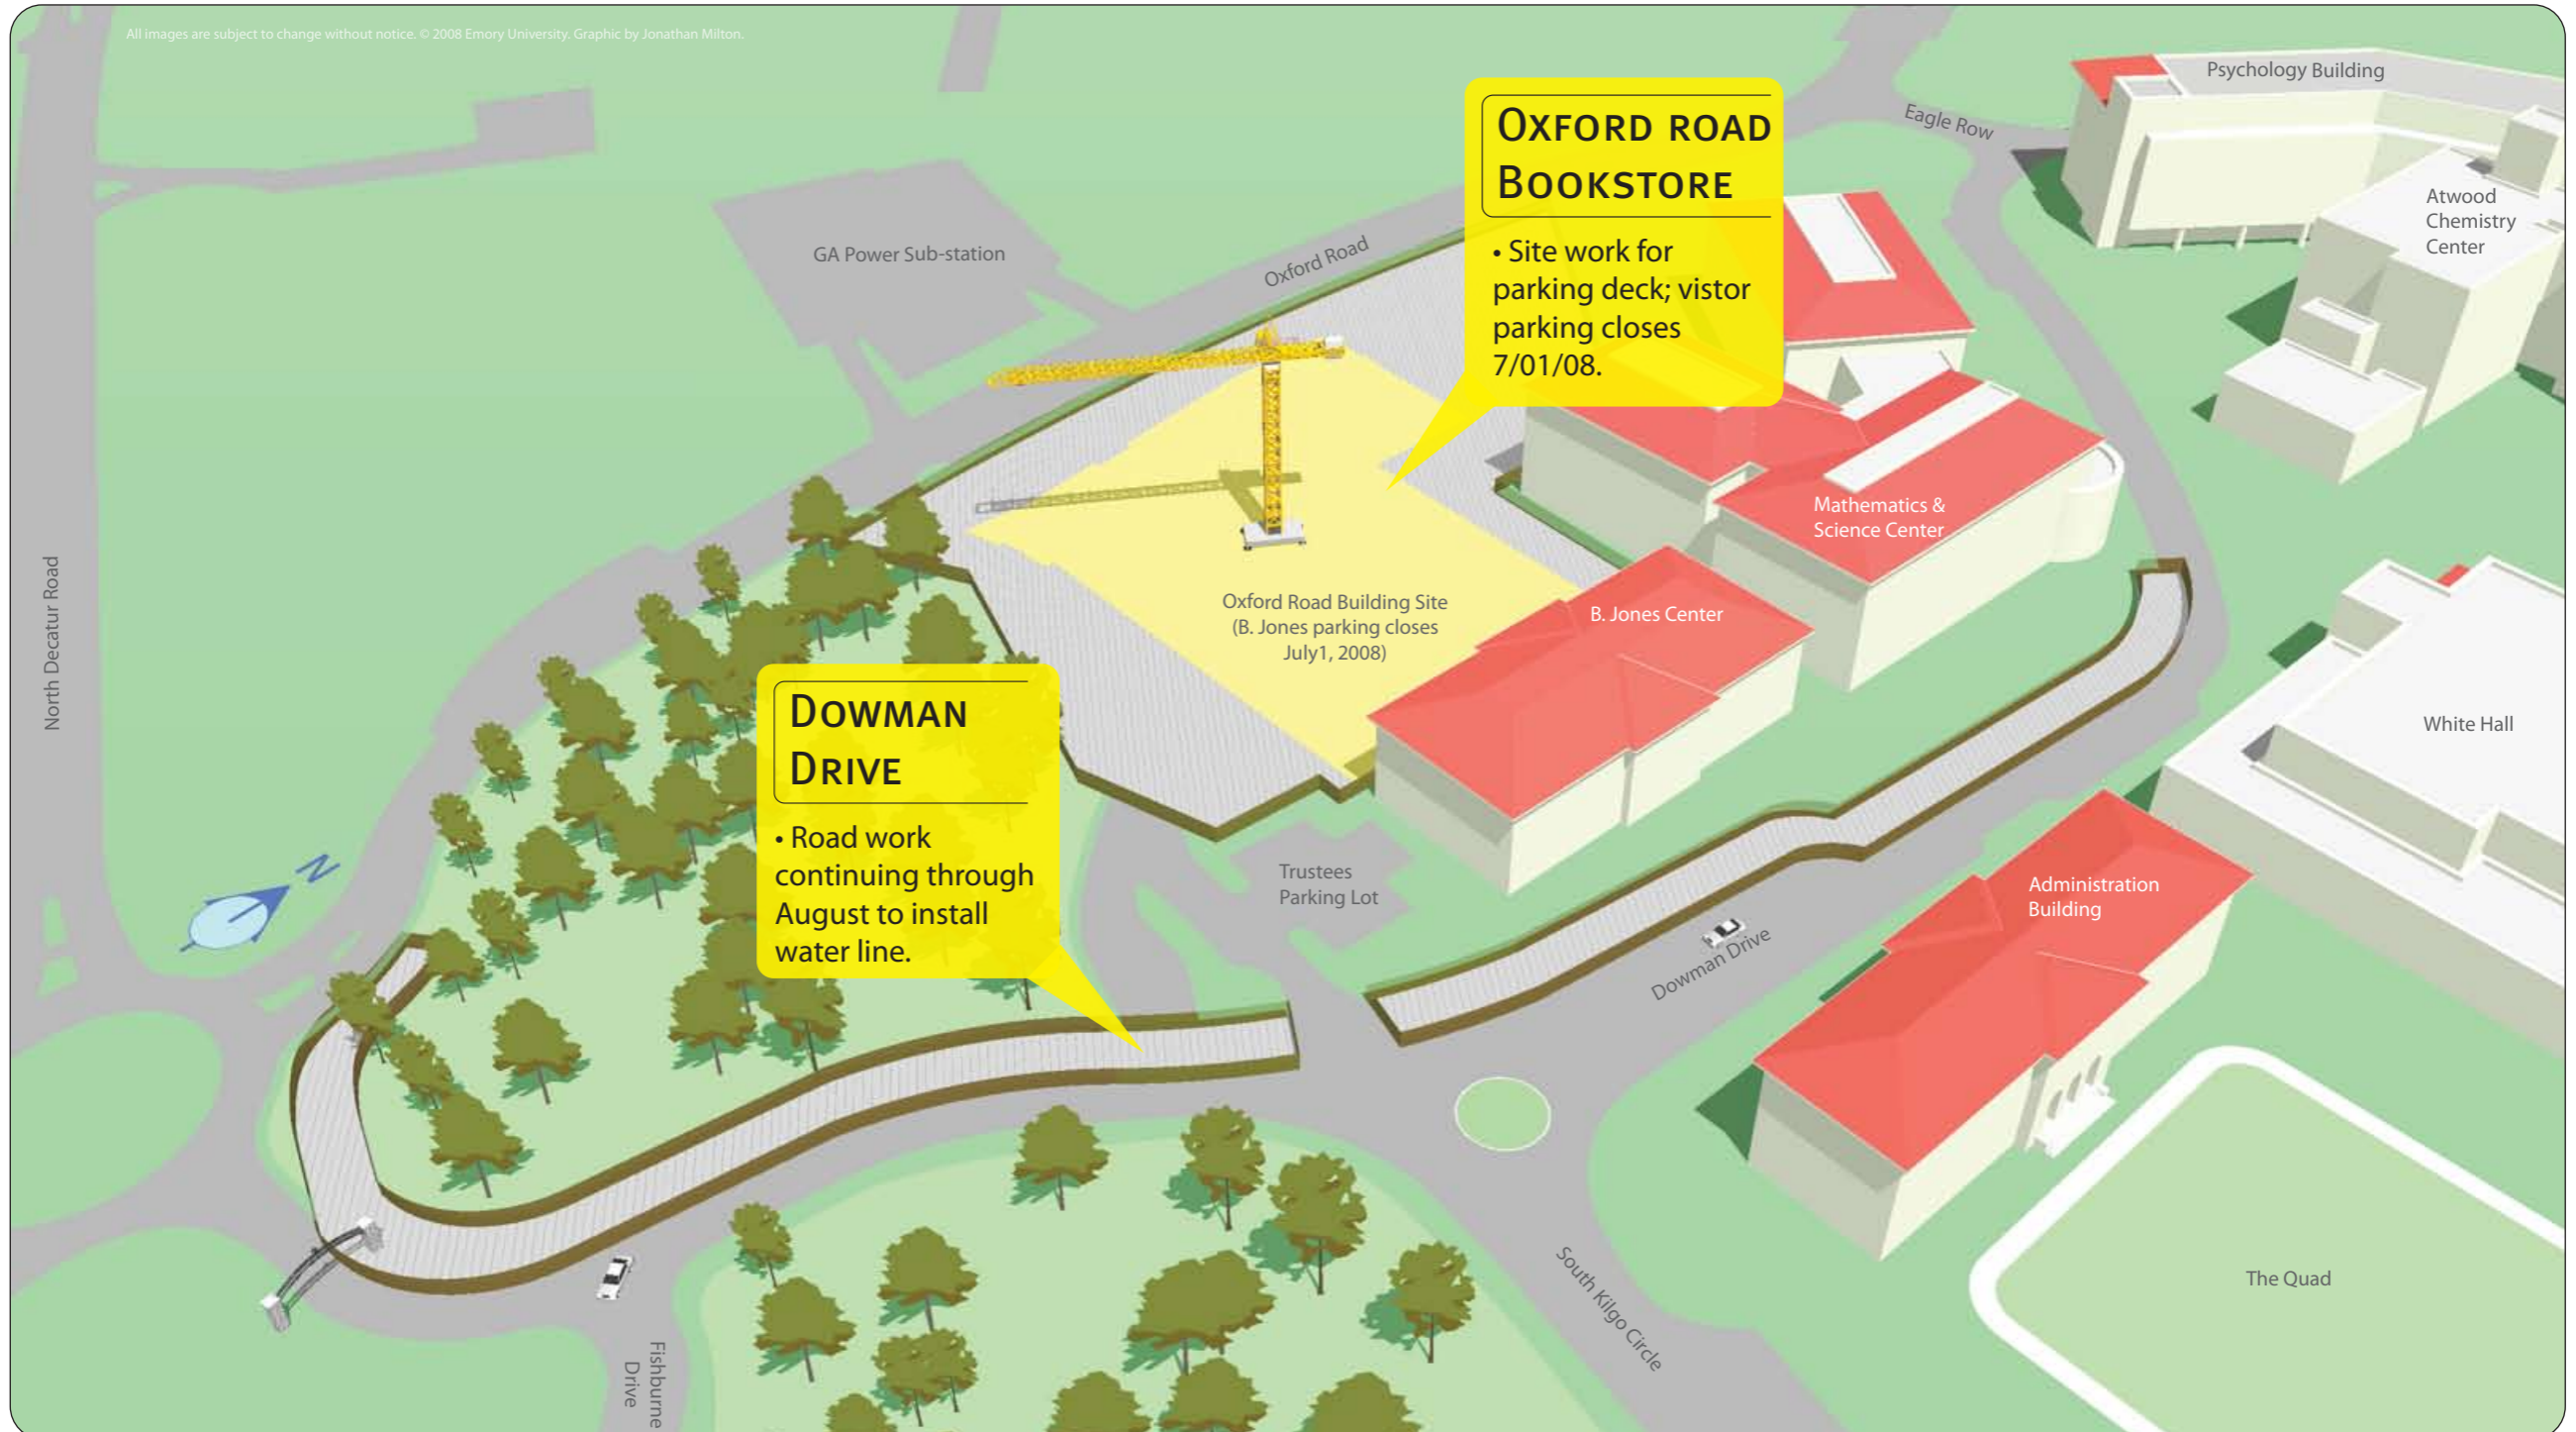 All images are subject to change without notice. © 2008 Emory University. Graphic by Jonathan Milton.
Psychology Building
Eagle Row
OXFORD ROAD
BOOKSTORE
• Site work for
parking deck; vistor
parking closes
7/01/08.
Atwood
Chemistry
Center
GA Power Sub-station
Oxford Road
Mathematics &
Science Center
North Decatur Road
Oxford Road Building Site
(B. Jones parking closes
July1, 2008)
B. Jones Center
DOWMAN
DRIVE
• Road work
continuing through
August to install
water line.
White Hall
N
Trustees
Parking Lot
Administration
Building
Dowman Drive
South Kilgo Circle
The Quad
Fishburne
Drive